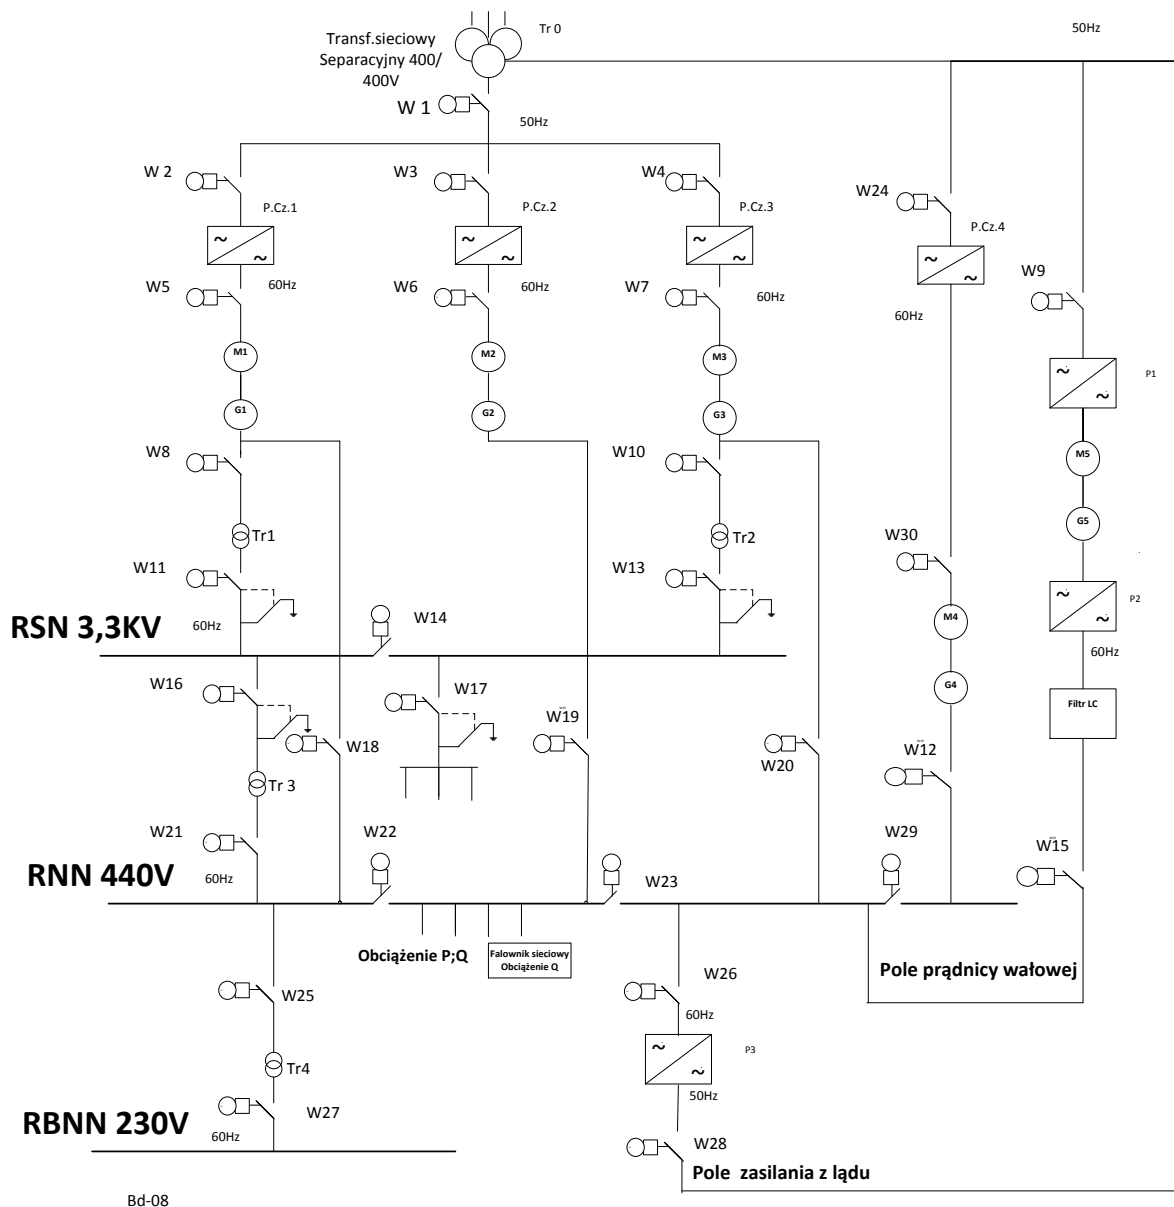 Tr 0
50Hz
Transf.sieciowy
Separacyjny 400/
400V
W 1
50Hz
W 2
W3
W4
W24
P.Cz.1
P.Cz.2
P.Cz.3
P.Cz.4
~
~
~
~
~
~
~
~
60Hz
60Hz
60Hz
60Hz
W5
W6
W7
W9
M1
M2
M3
P1
~
~
G1
G2
G3
M5
W8
W10
G5
Tr1
Tr2
W30
W11
W13
P2
~
~
RSN 3,3KV
60Hz
W14
M4
60Hz
W16
W17
G4
Filtr LC
W19
W18
W20
W12
Tr 3
W21
W22
W29
W15
RNN 440V
60Hz
W23
Obciążenie P;Q
Falownik sieciowy
Obciążenie Q
Pole prądnicy wałowej
W26
W25
60Hz
P3
~
~
Tr4
50Hz
RBNN 230V
W27
60Hz
W28
Pole zasilania z lądu
Bd-08